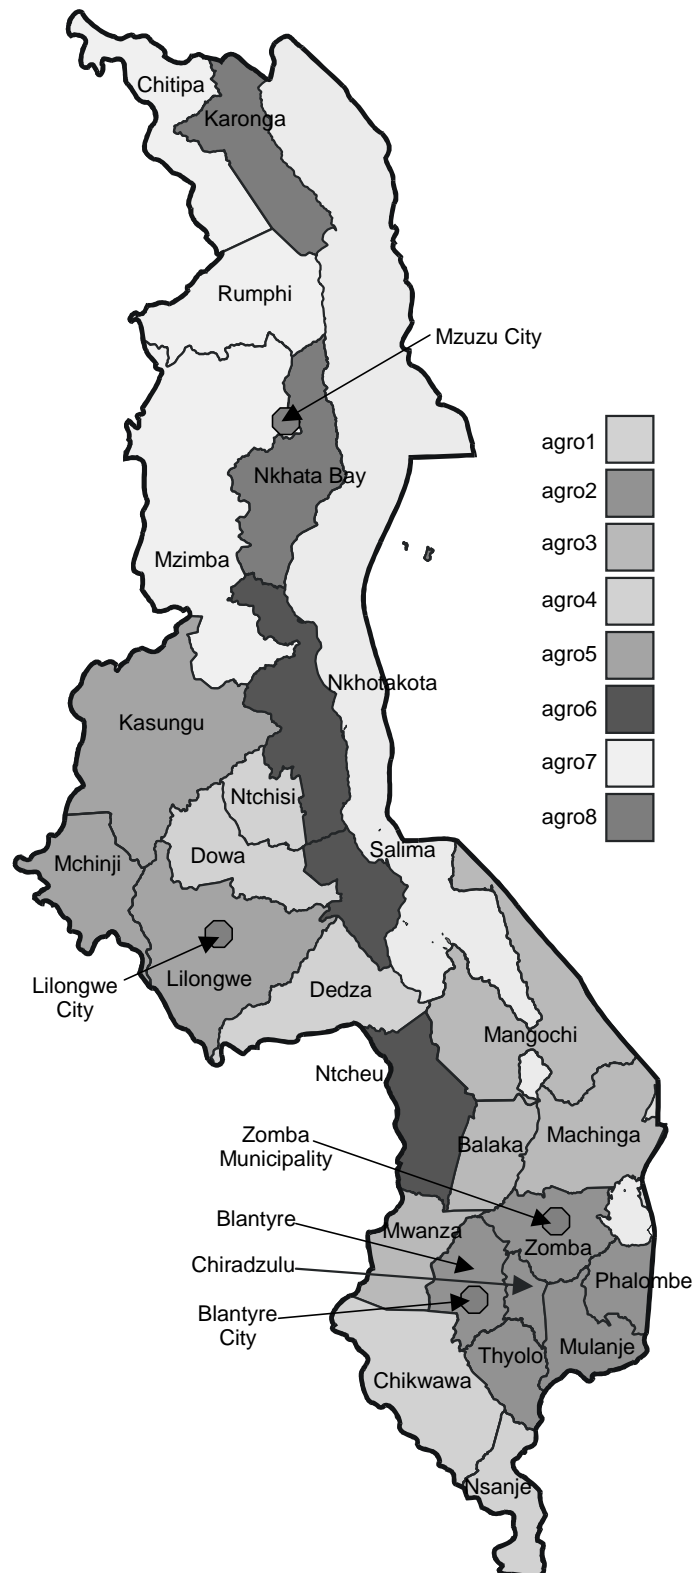 Chitipa
Karonga
Rumphi
Mzuzu City
agro1
Nkhata Bay
agro2
agro3
Mzimba
agro4
agro5
Nkhotakota
agro6
Kasungu
agro7
Ntchisi
agro8
Salima
Dowa
Mchinji
Lilongwe
Lilongwe
City
Dedza
Mangochi
Ntcheu
Zomba
Municipality
Balaka
Machinga
Blantyre
Mwanza
Zomba
Chiradzulu
Phalombe
Blantyre
City
Thyolo
Mulanje
Chikwawa
Nsanje